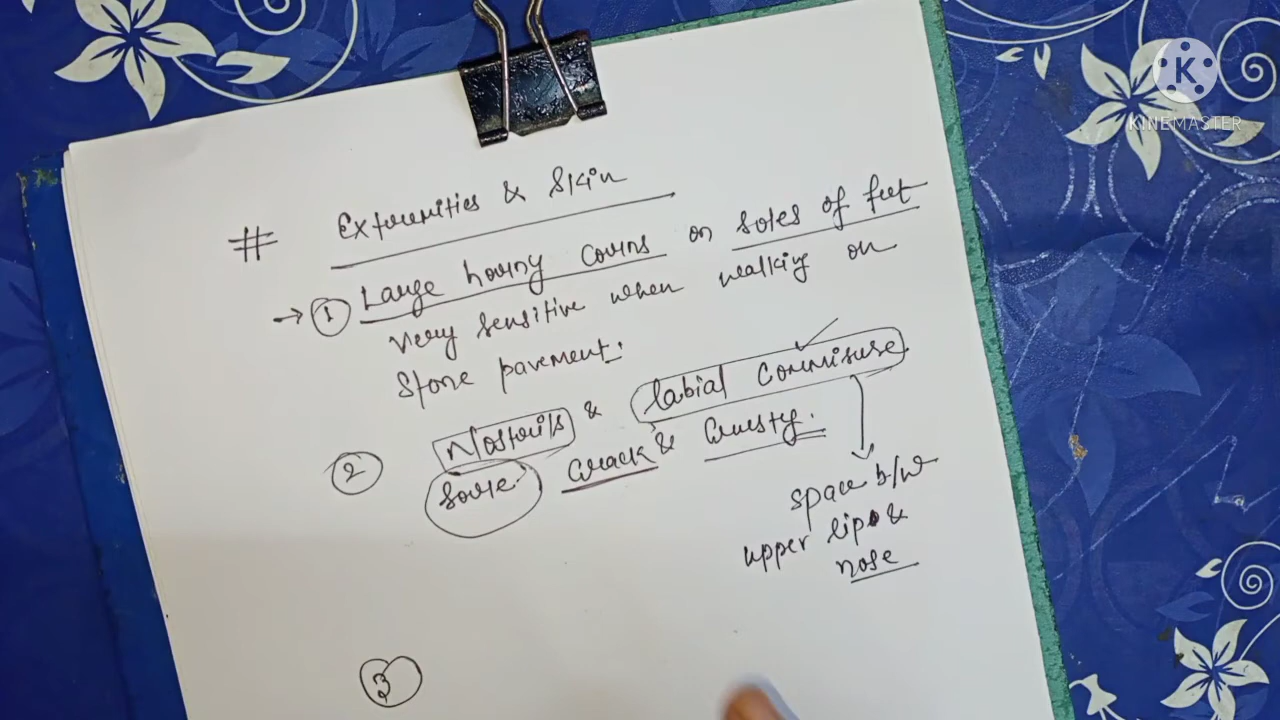 # Extremities & Skin
→ ① Large horny corns on soles of feet
very sensitive when walking on
Stone pavement.
② Nostrils & labial commisure
Sore crack & crusty.
space b/w
upper lip &
nose
③
K
KINEMASTER